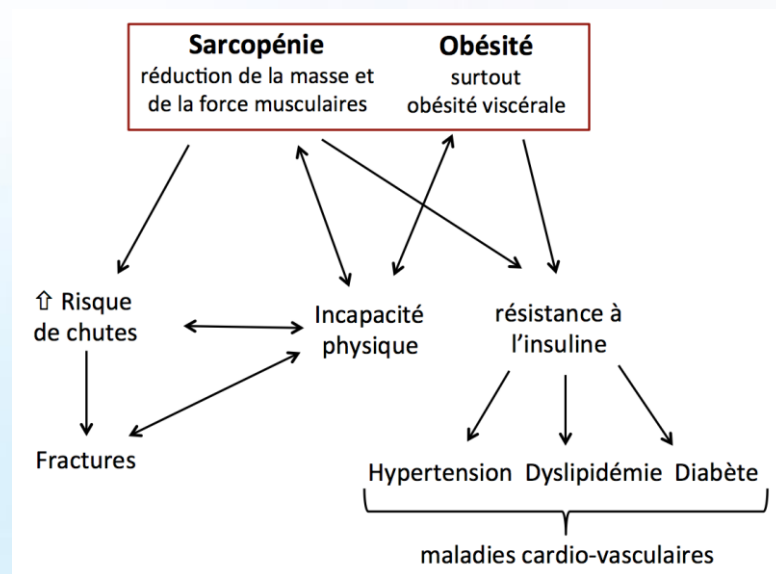 Sarcopénie
réduction de la masse et
de la force musculaires
Obésité
surtout
obésité viscérale
⇧ Risque
de chutes
Incapacité
physique
résistance à
l'insuline
Fractures
Hypertension Dyslipidémie Diabète
maladies cardio-vasculaires